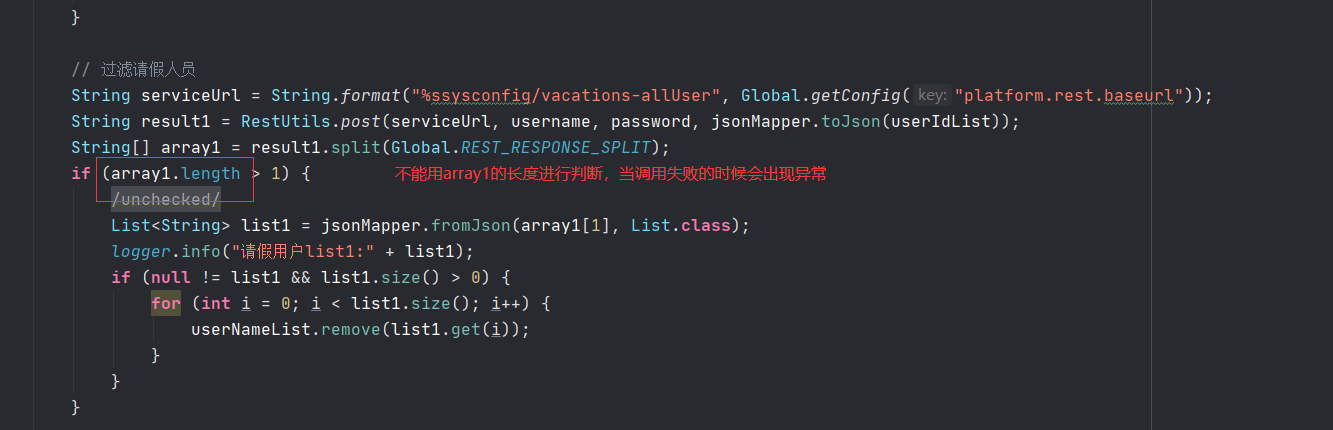 }
// 过滤请假人员
String serviceUrl = String.format("%ssysconfig/vacations-allUser", Global.getConfig( key: "platform.rest.baseurl"));
String result1 = RestUtils.post(serviceUrl, username, password, jsonMapper.toJson(userIdList));
String[] array1 = result1.split(Global.REST_RESPONSE_SPLIT);
if (array1.length > 1) { 不能用array1的长度进行判断，当调用失败的时候会出现异常
/unchecked/
List<String> list1 = jsonMapper.fromJson(array1[1], List.class);
logger.info("请假用户list1:" + list1);
if (null != list1 && list1.size() > 0) {
for (int i = 0; i < list1.size(); i++) {
userNameList.remove(list1.get(i));
}
}
}